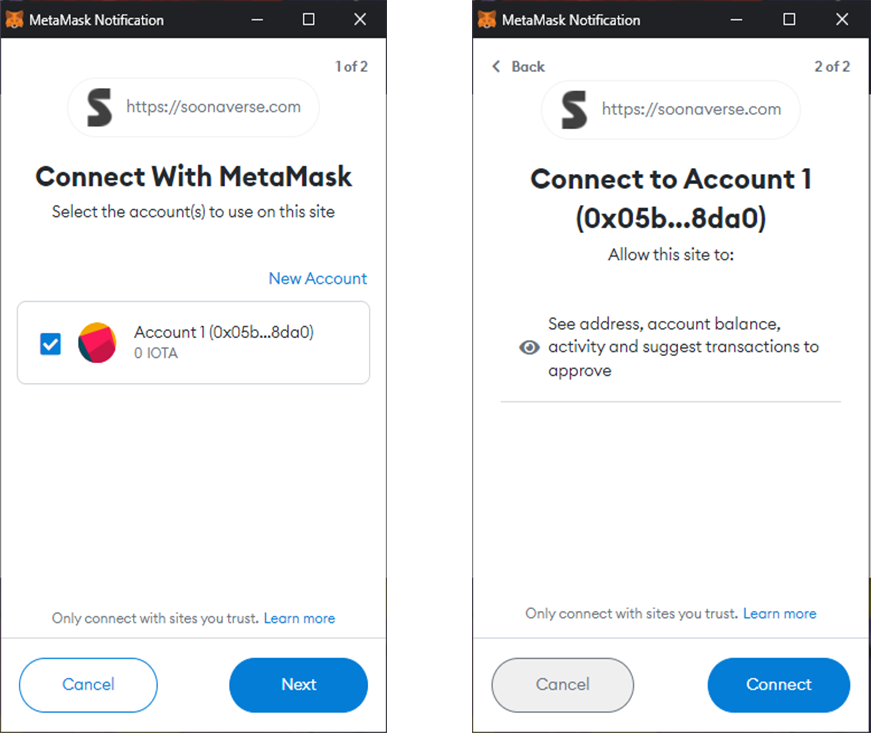 MetaMask Notification
1 of 2
https://soonaverse.com
Connect With MetaMask
Select the account(s) to use on this site
New Account
Account 1 (0x05b...8da0)
0 IOTA
Only connect with sites you trust. Learn more
Cancel
Next
MetaMask Notification
Back
2 of 2
https://soonaverse.com
Connect to Account 1
(0x05b...8da0)
Allow this site to:
See address, account balance,
activity and suggest transactions to
approve
Only connect with sites you trust. Learn more
Cancel
Connect